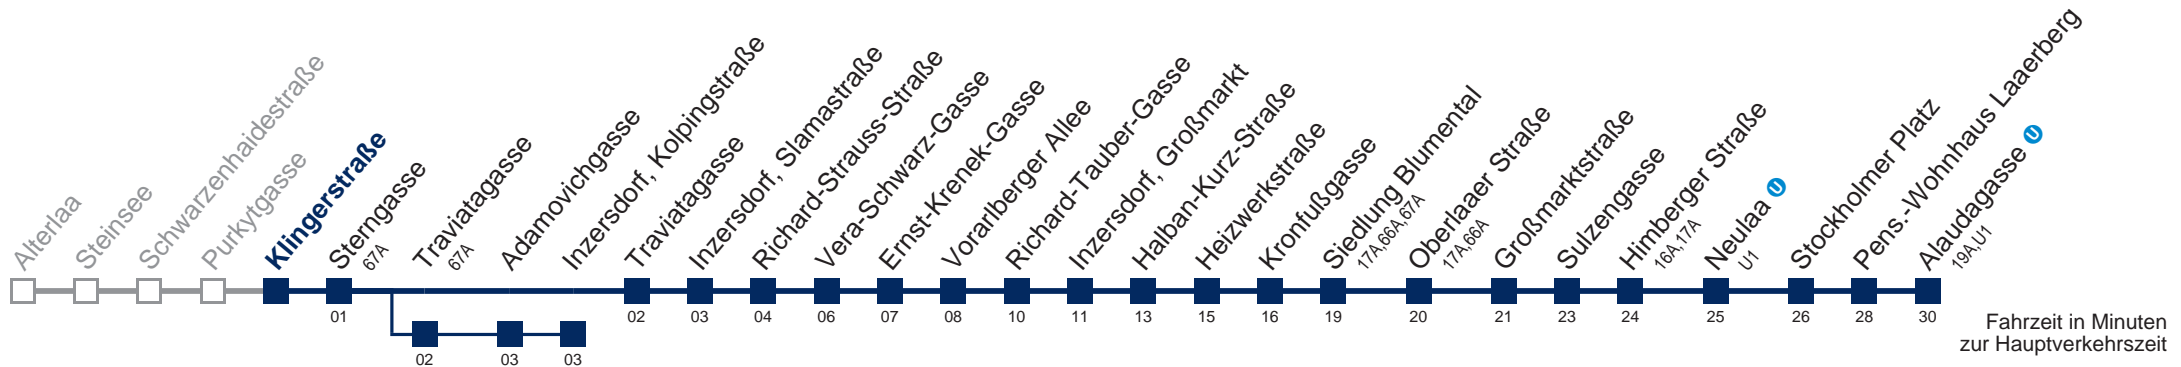 Alterlaa
Steinsee
Schwarzenhaidestraße
Purkytgasse
Klingerstraße
Sterngasse
67A
Traviatagasse
67A
Adamovichgasse
Inzersdorf, Kolpingstraße
Traviatagasse
Inzersdorf, Slamastraße
Richard-Strauss-Straße
Vera-Schwarz-Gasse
Ernst-Krenek-Gasse
Vorarlberger Allee
Richard-Tauber-Gasse
Inzersdorf, Großmarkt
Halban-Kurz-Straße
Heizwerkstraße
Kronfußgasse
Siedlung Blumental
17A,66A,67A
Oberlaaer Straße
17A,66A
Großmarktstraße
Sulzengasse
Himberger Straße
16A,17A
Neulaa U
U1
Stockholmer Platz
Pens.-Wohnhaus Laaerberg
Alaudagasse U
19A,U1
01 02 03 04 06 07 08 10 11 13 15 16 19 20 21 23 24 25 26 28 30
02 03 03
Fahrzeit in Minuten
zur Hauptverkehrszeit